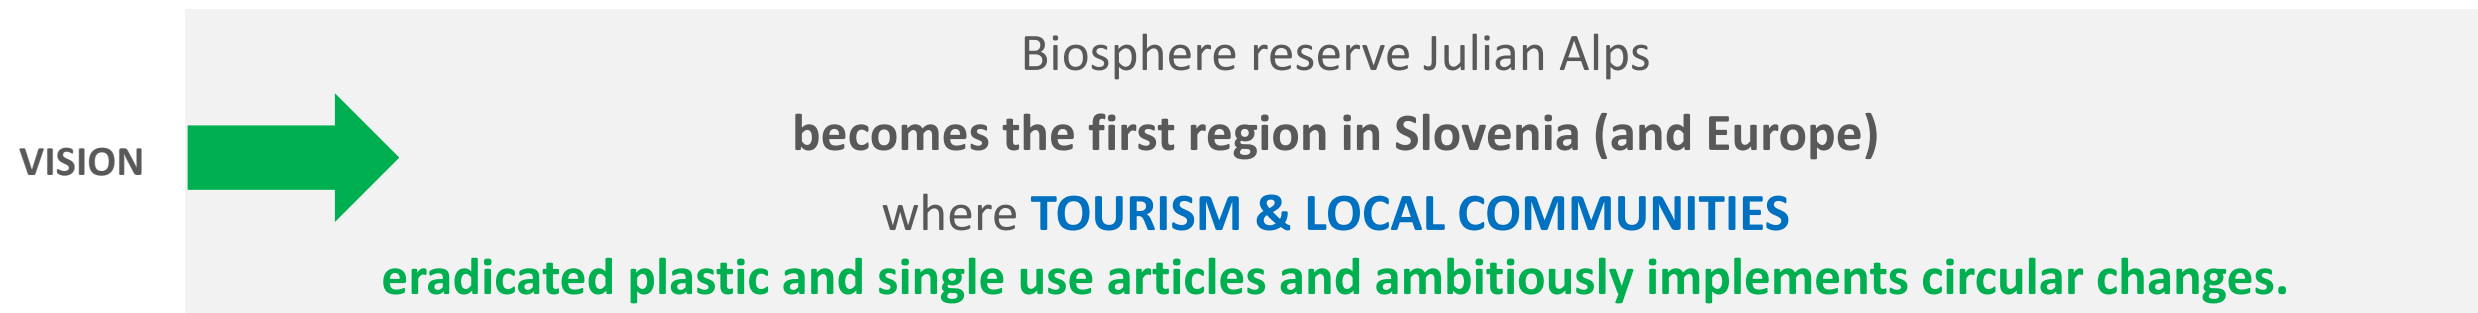 VISION
Biosphere reserve Julian Alps
becomes the first region in Slovenia (and Europe)
where TOURISM & LOCAL COMMUNITIES
eradicated plastic and single use articles and ambitiously implements circular changes.